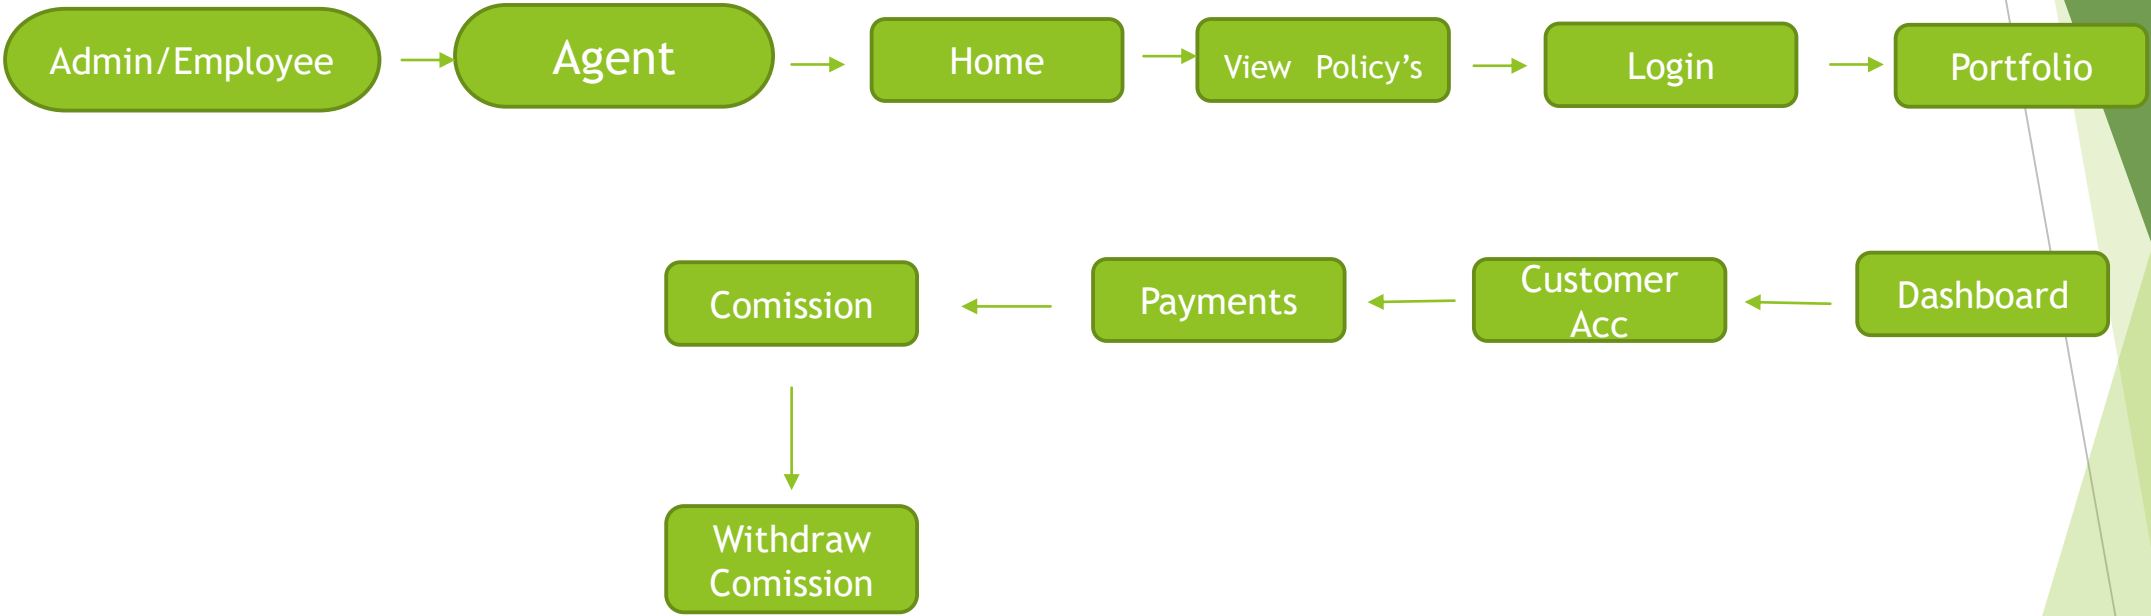 Admin/Employee
Agent
Home
View Policy’s
Login
Portfolio
Dashboard
Customer
Acc
Payments
Comission
Withdraw
Comission